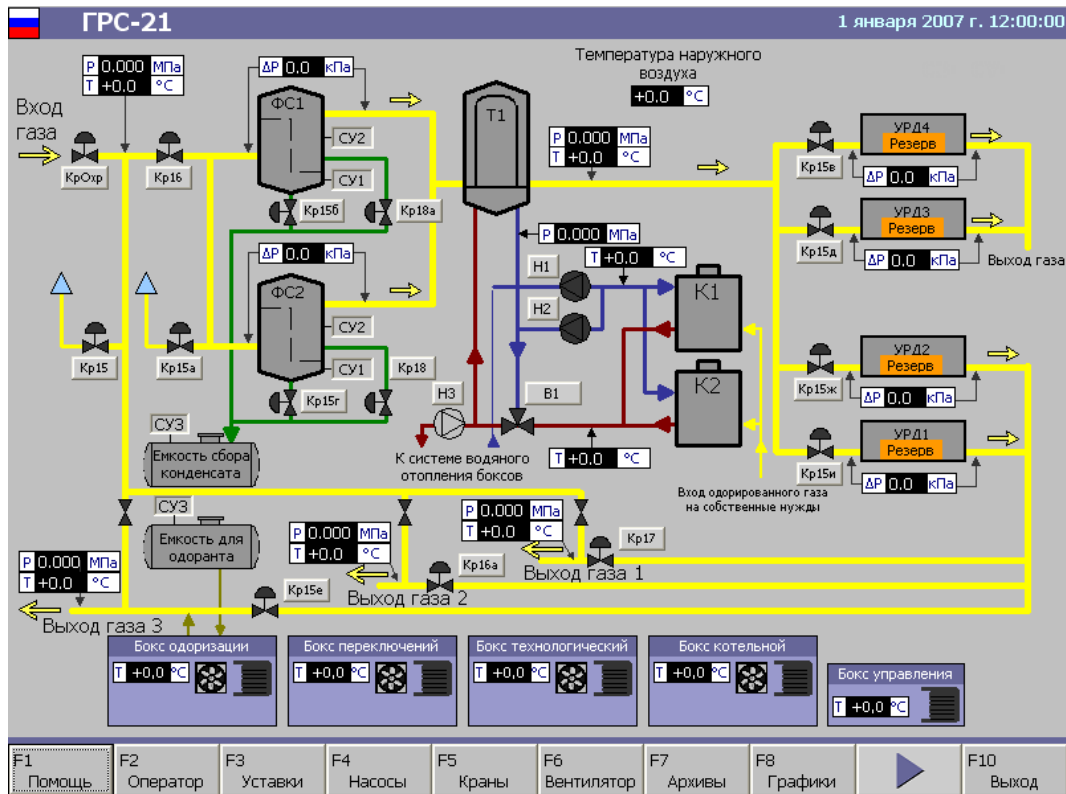 ГРС-21
1 января 2007 г. 12:00:00
P 0.000 МПа
T +0.0 °C
ΔP 0.0 кПа
Температура наружного
воздуха
+0.0 °C
Вход
газа
КрОхр
Кр16
ФС1
СУ2
СУ1
Кр15б
Кр18а
T1
P 0.000 МПа
T +0.0 °C
Кр15в
УРД4
Резерв
ΔP 0.0 кПа
УРД3
Резерв
Кр15д
ΔP 0.0 кПа
Выход газа
ΔP 0.0 кПа
ФС2
СУ2
СУ1
Кр15
Кр15а
Кр15г
Кр18
P 0.000 МПа
T +0.0 °C
Н1
Н2
К1
К2
Н3
В1
T +0.0 °C
К системе водяного
отопления боксов
Вход одорированного газа
на собственные нужды
УРД2
Резерв
Кр15ж
ΔP 0.0 кПа
УРД1
Резерв
Кр15и
ΔP 0.0 кПа
СУ3
Емкость сбора
конденсата
СУ3
Емкость для
одоранта
P 0.000 МПа
T +0.0 °C
Кр17
Выход газа 1
P 0.000 МПа
T +0.0 °C
Кр16а
Выход газа 2
P 0.000 МПа
T +0.0 °C
Кр15е
Выход газа 3
Бокс одоризации
T +0,0 °C
Бокс переключений
T +0,0 °C
Бокс технологический
T +0,0 °C
Бокс котельной
T +0,0 °C
Бокс управления
T +0,0 °C
F1
Помощь
F2
Оператор
F3
Уставки
F4
Насосы
F5
Краны
F6
Вентилятор
F7
Архивы
F8
Графики
F10
Выход